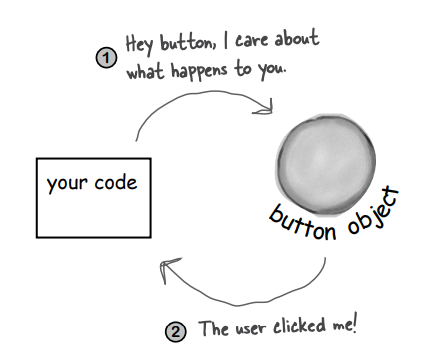 1 Hey button, I care about
what happens to you.
your code
button object
2 The user clicked me!